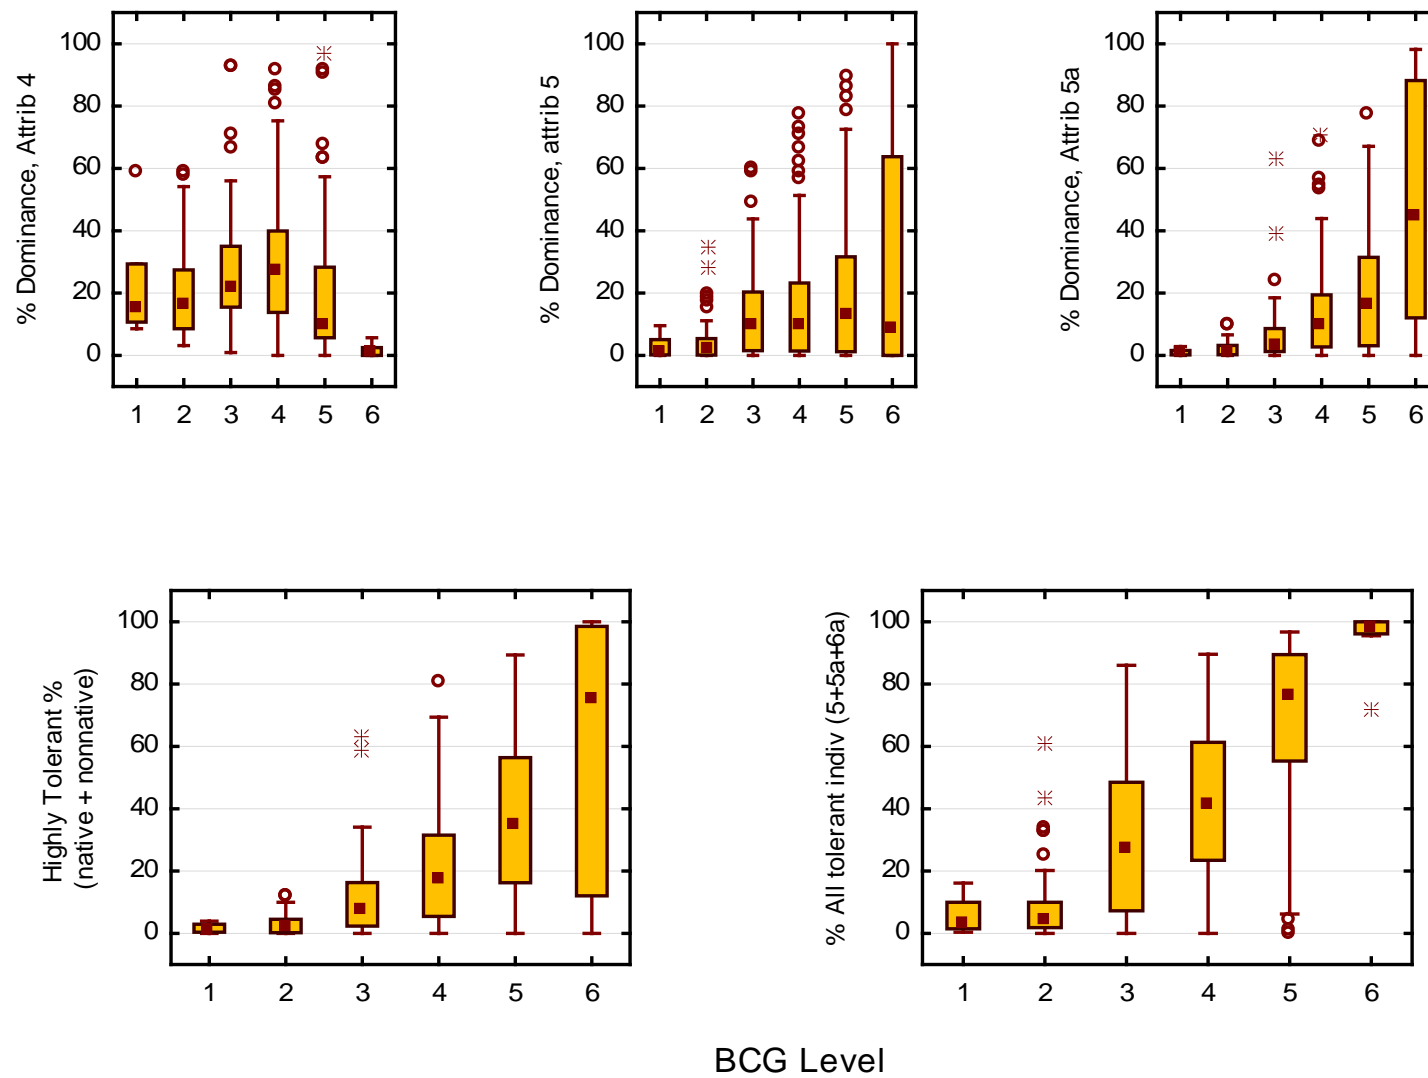 % Dominance, Attrib 4
100
80
60
40
20
0
1 2 3 4 5 6
% Dominance, attrib 5
100
80
60
40
20
0
1 2 3 4 5 6
% Dominance, Attrib 5a
100
80
60
40
20
0
1 2 3 4 5 6
Highly Tolerant %
(native + nonnative)
100
80
60
40
20
0
1 2 3 4 5 6
% All tolerant indiv (5+5a+6a)
100
80
60
40
20
0
1 2 3 4 5 6
BCG Level